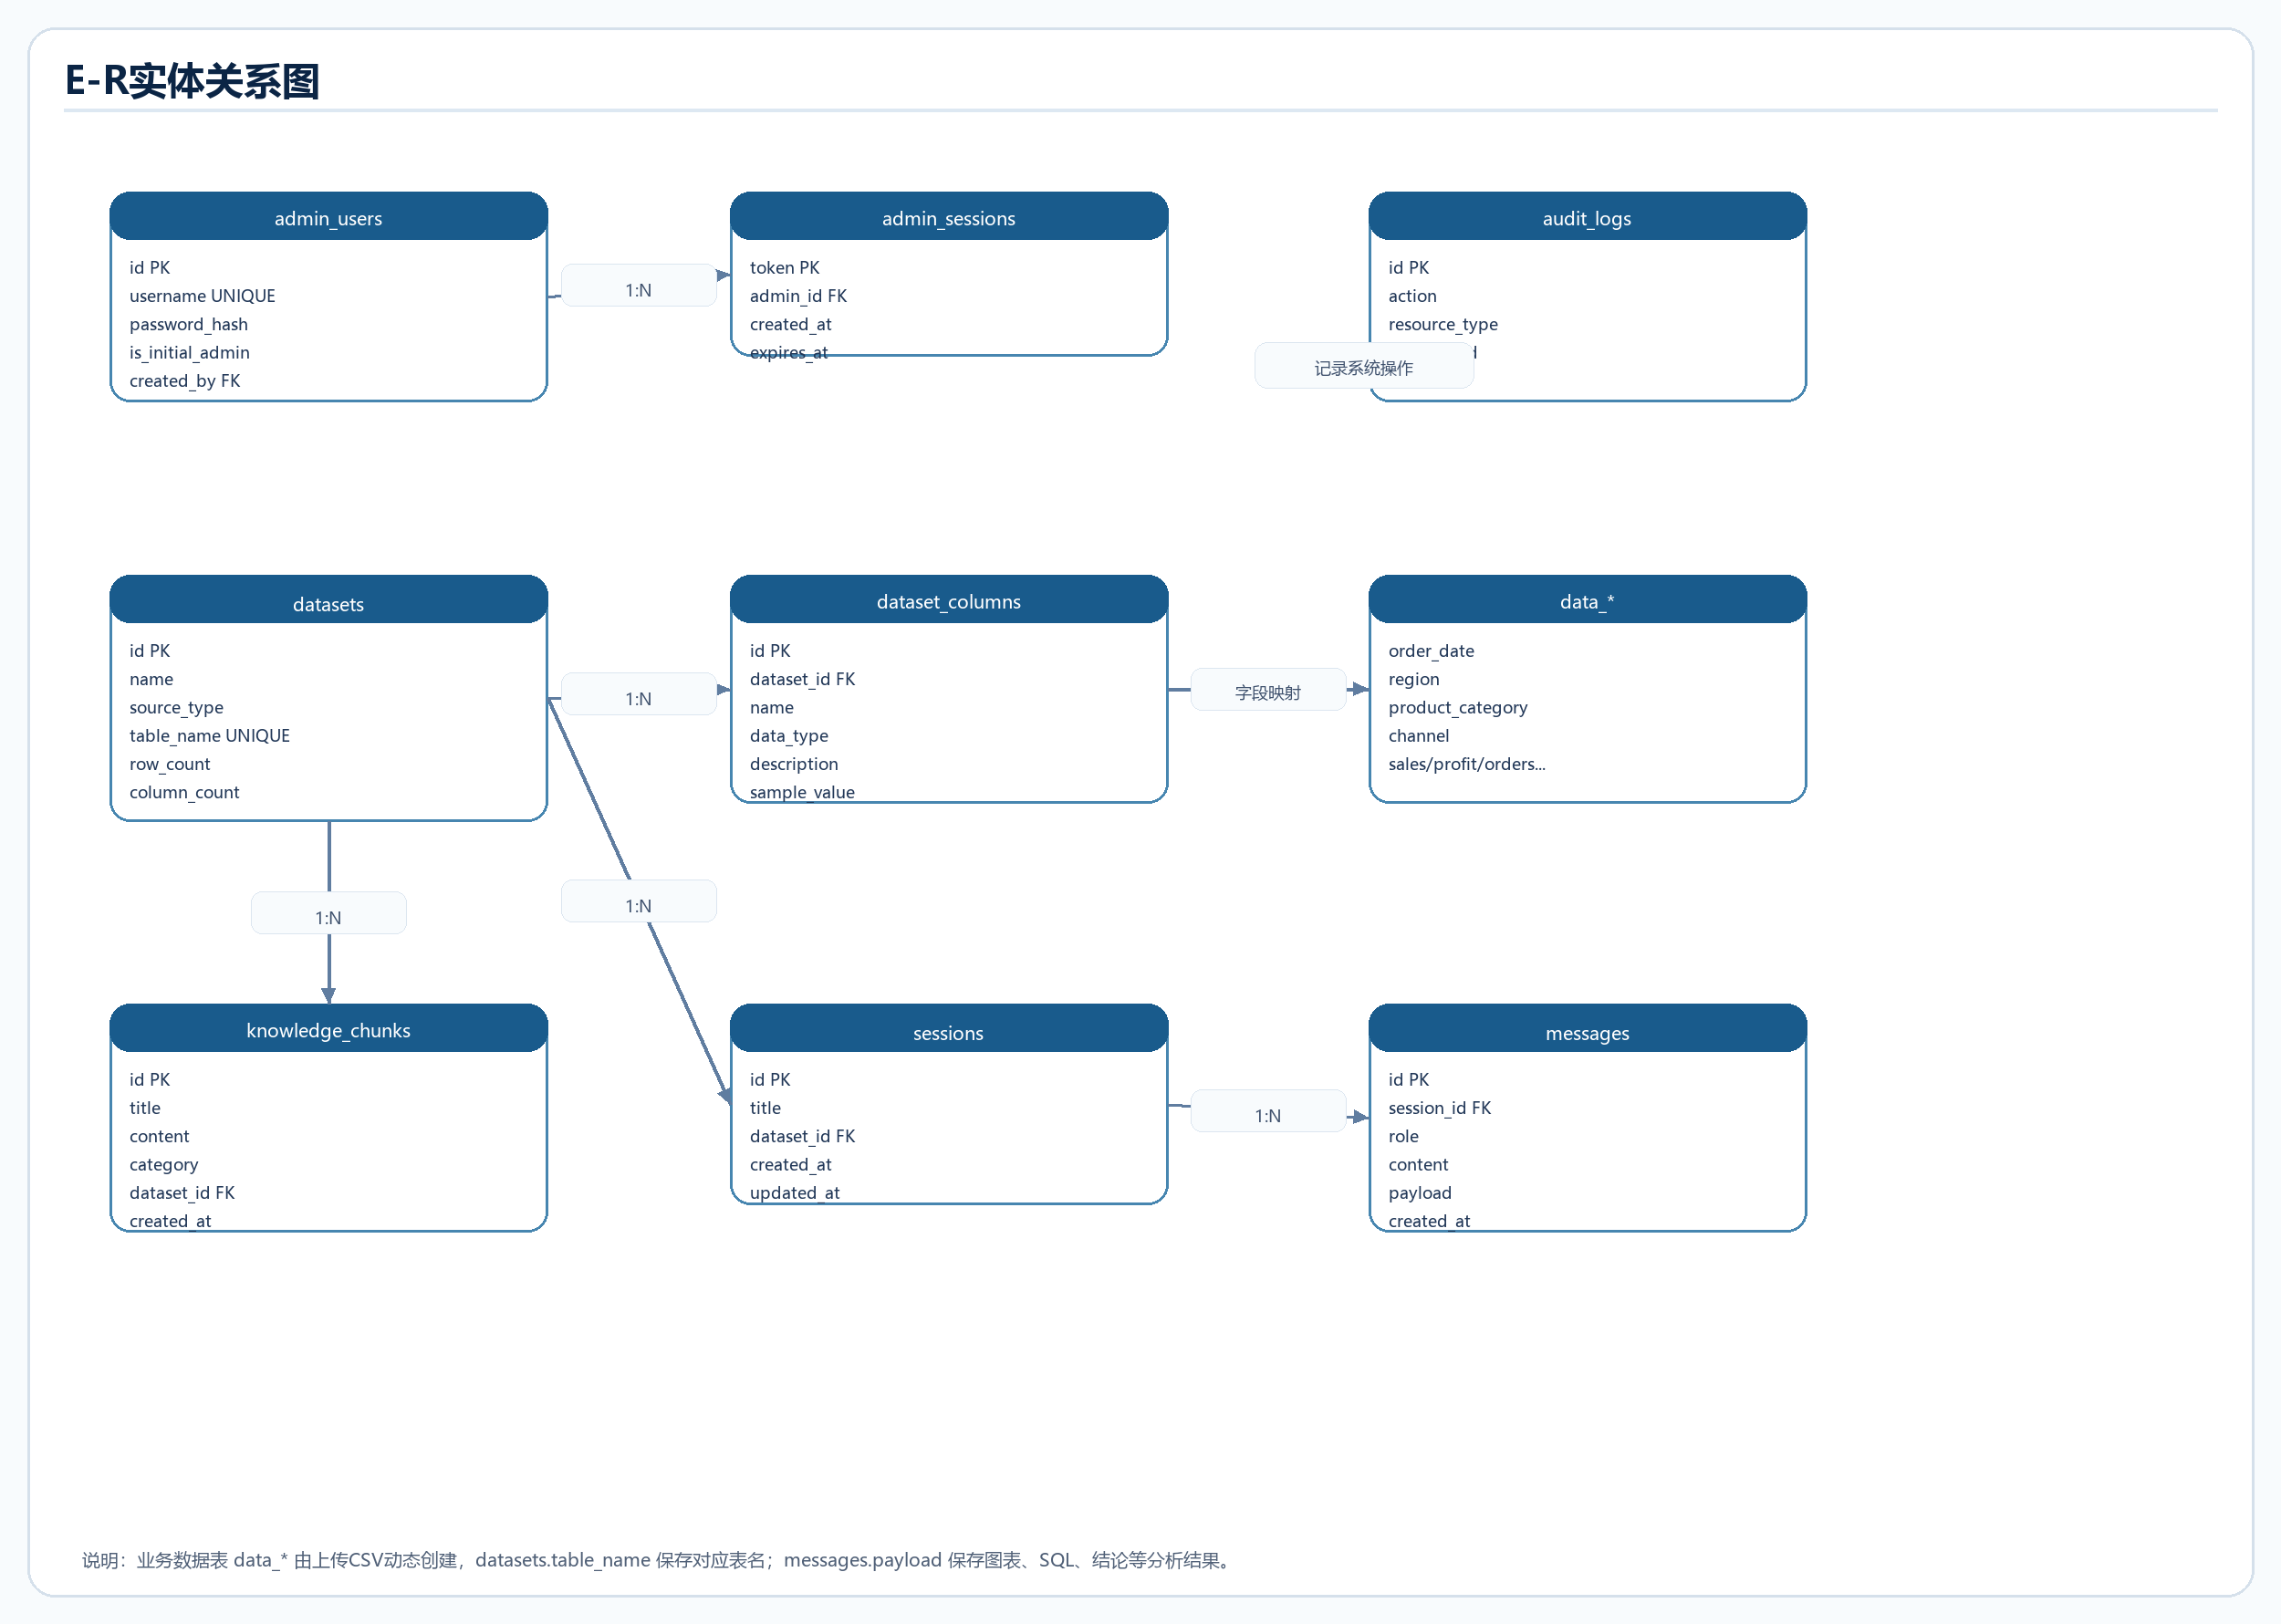 E-R实体关系图
admin_users
id PK
username UNIQUE
password_hash
is_initial_admin
created_by FK
1:N
admin_sessions
token PK
admin_id FK
created_at
expires_at
audit_logs
id PK
action
resource_type
记录系统操作
datasets
id PK
name
source_type
table_name UNIQUE
row_count
column_count
1:N
dataset_columns
id PK
dataset_id FK
name
data_type
description
sample_value
字段映射
data_*
order_date
region
product_category
channel
sales/profit/orders...
1:N
1:N
knowledge_chunks
id PK
title
content
category
dataset_id FK
created_at
sessions
id PK
title
dataset_id FK
created_at
updated_at
1:N
messages
id PK
session_id FK
role
content
payload
created_at
说明：业务数据表 data_* 由上传CSV动态创建，datasets.table_name 保存对应表名；messages.payload 保存图表、SQL、结论等分析结果。